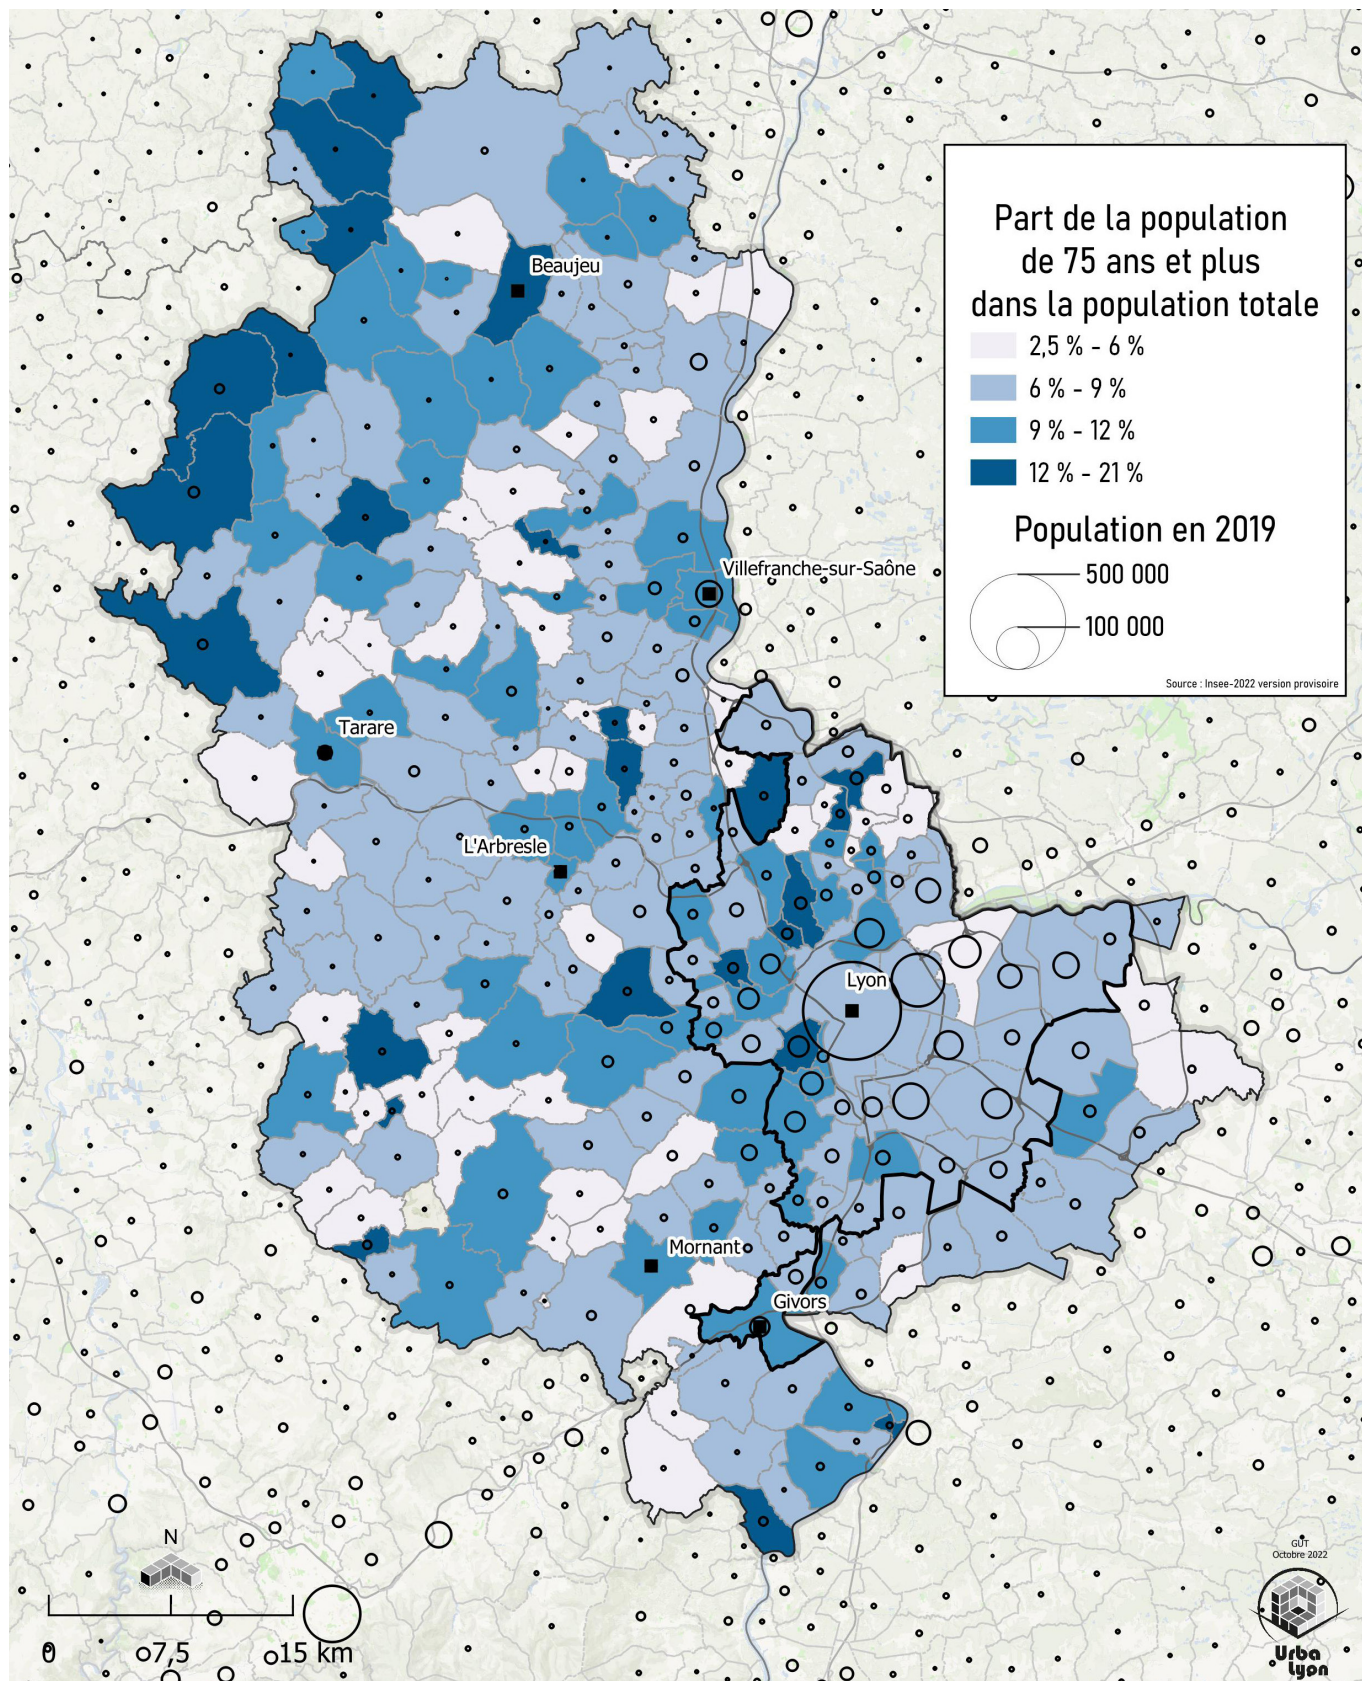 Part de la population
de 75 ans et plus
dans la population totale
2,5 % - 6 %
6 % - 9 %
9 % - 12 %
12 % - 21 %
Population en 2019
500 000
100 000
Source : Insee-2022 version provisoire
Beaujeu
Villefranche-sur-Saône
Tarare
L'Arbresle
Lyon
Mornant
Givors
N
0 7,5 15 km
GUT
Octobre 2022
Urba
Lyon